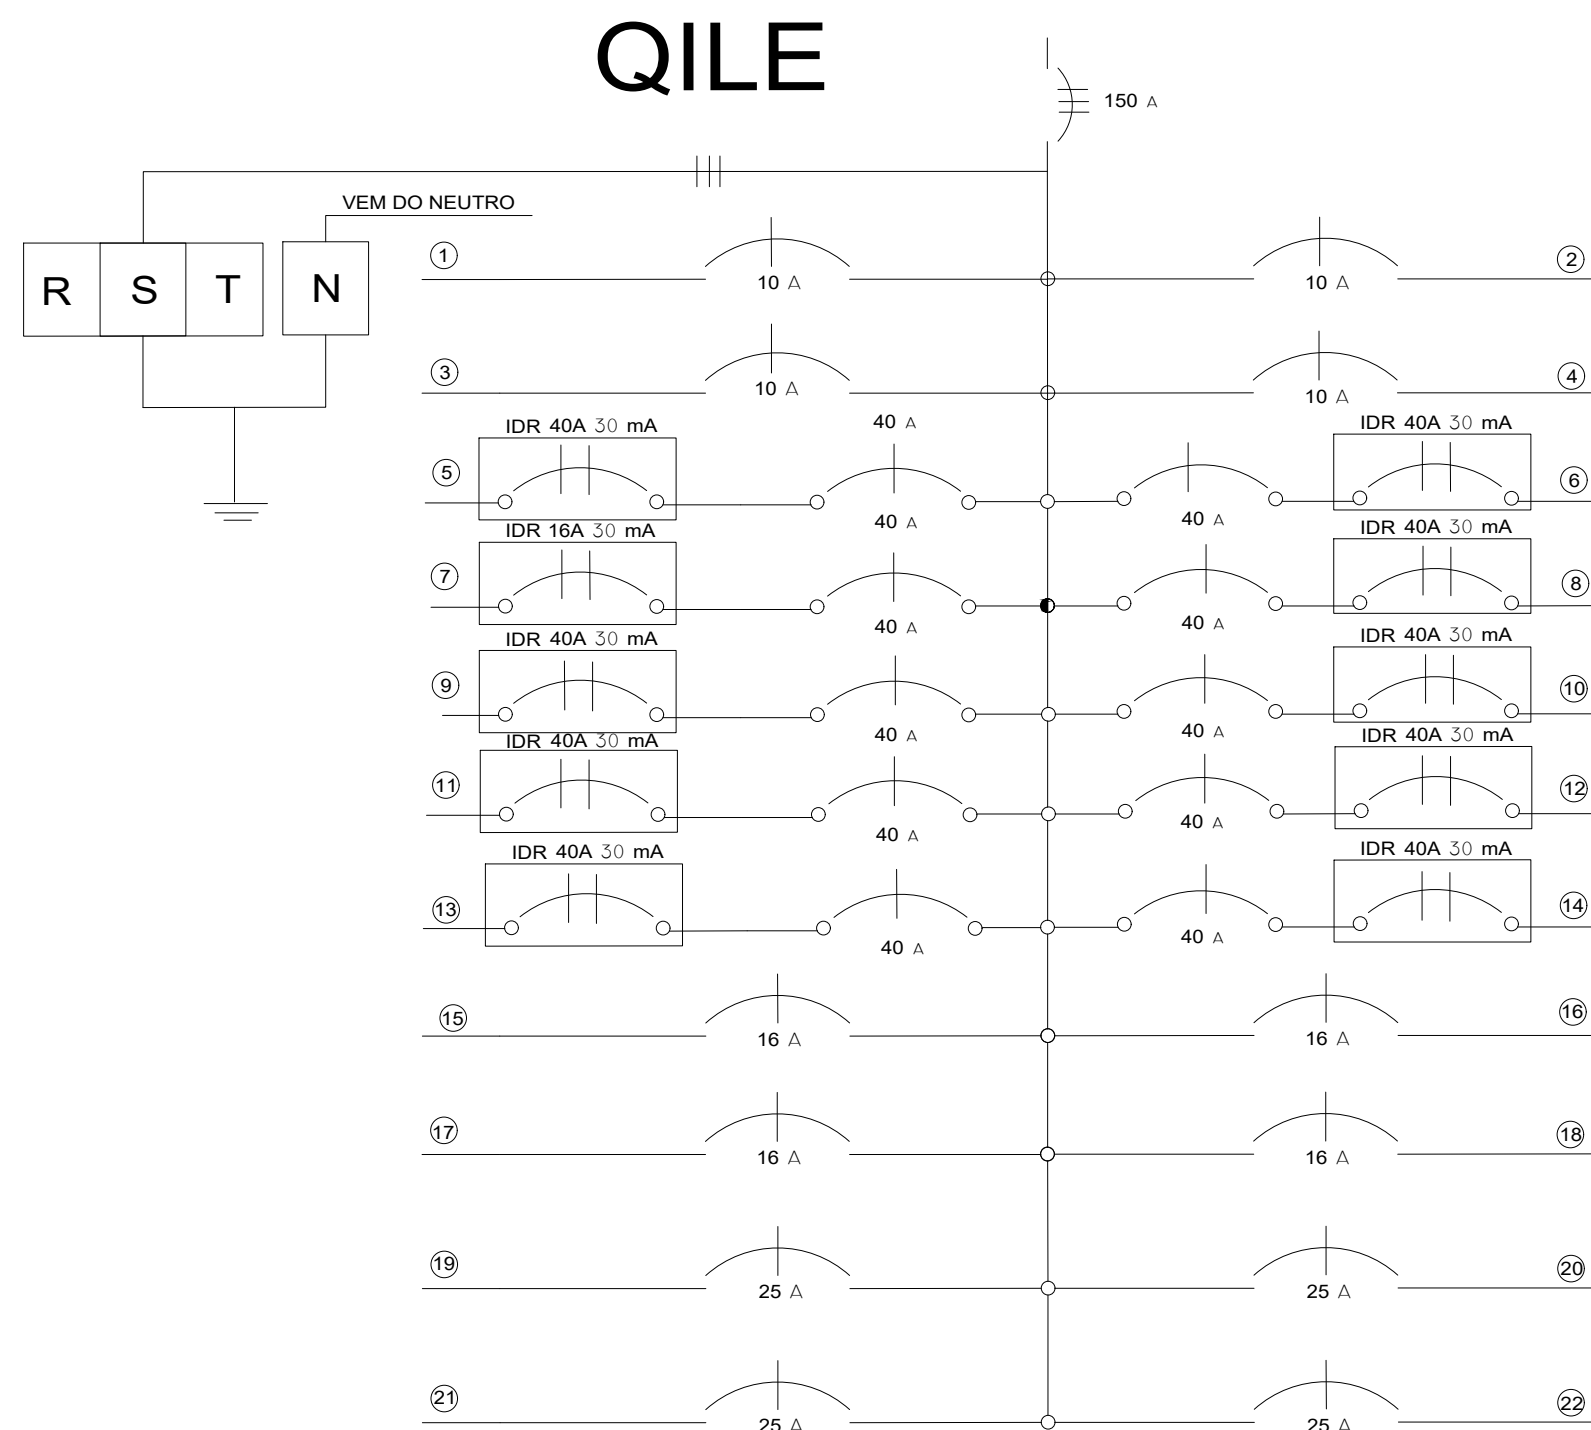 QILE
150 A
VEM DO NEUTRO
R S T N
1 10 A 10 A 2
3 10 A 10 A 4
40 A
IDR 40A 30 mA IDR 40A 30 mA
5 40 A 40 A 6
IDR 16A 30 mA IDR 40A 30 mA
7 40 A 40 A 8
IDR 40A 30 mA IDR 40A 30 mA
9 40 A 40 A 10
IDR 40A 30 mA IDR 40A 30 mA
11 40 A 40 A 12
IDR 40A 30 mA IDR 40A 30 mA
13 40 A 40 A 14
15 16 A 16 A 16
17 16 A 16 A 18
19 25 A 25 A 20
21 25 A 25 A 22